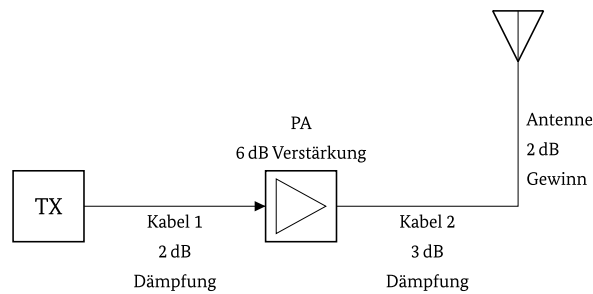 PA
6 dB Verstärkung
TX
Kabel 1
2 dB
Dämpfung
Kabel 2
3 dB
Dämpfung
Antenne
2 dB
Gewinn